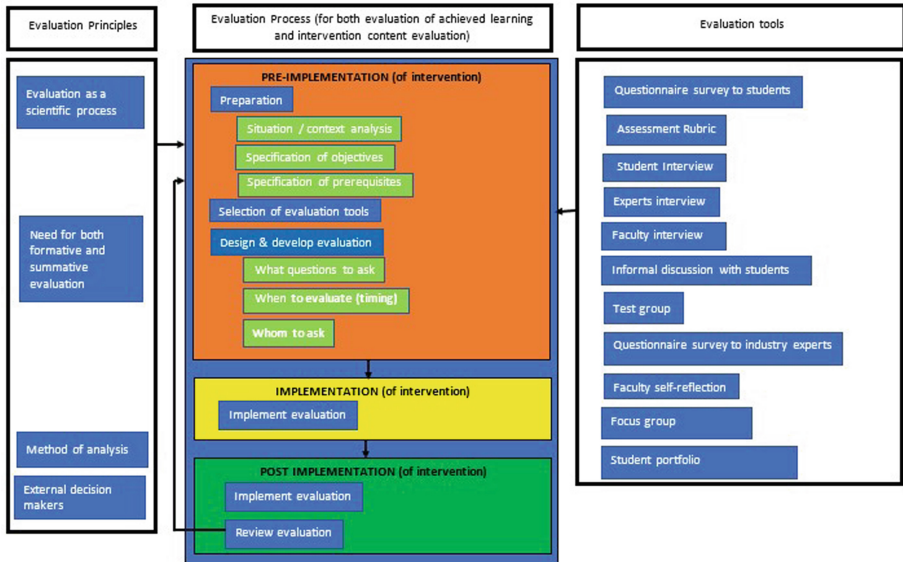 Evaluation Principles
Evaluation Process (for both evaluation of achieved learning
and intervention content evaluation)
Evaluation tools
Evaluation as a
scientific process
Need for both
formative and
summative
evaluation
Method of analysis
External decision
makers
PRE-IMPLEMENTATION (of intervention)
Preparation
Situation / context analysis
Specification of objectives
Specification of prerequisites
Selection of evaluation tools
Design & develop evaluation
What questions to ask
When to evaluate (timing)
Whom to ask
IMPLEMENTATION (of intervention)
Implement evaluation
POST IMPLEMENTATION (of intervention)
Implement evaluation
Review evaluation
Questionnaire survey to students
Assessment Rubric
Student Interview
Experts interview
Faculty interview
Informal discussion with students
Test group
Questionnaire survey to industry experts
Faculty self-reflection
Focus group
Student portfolio